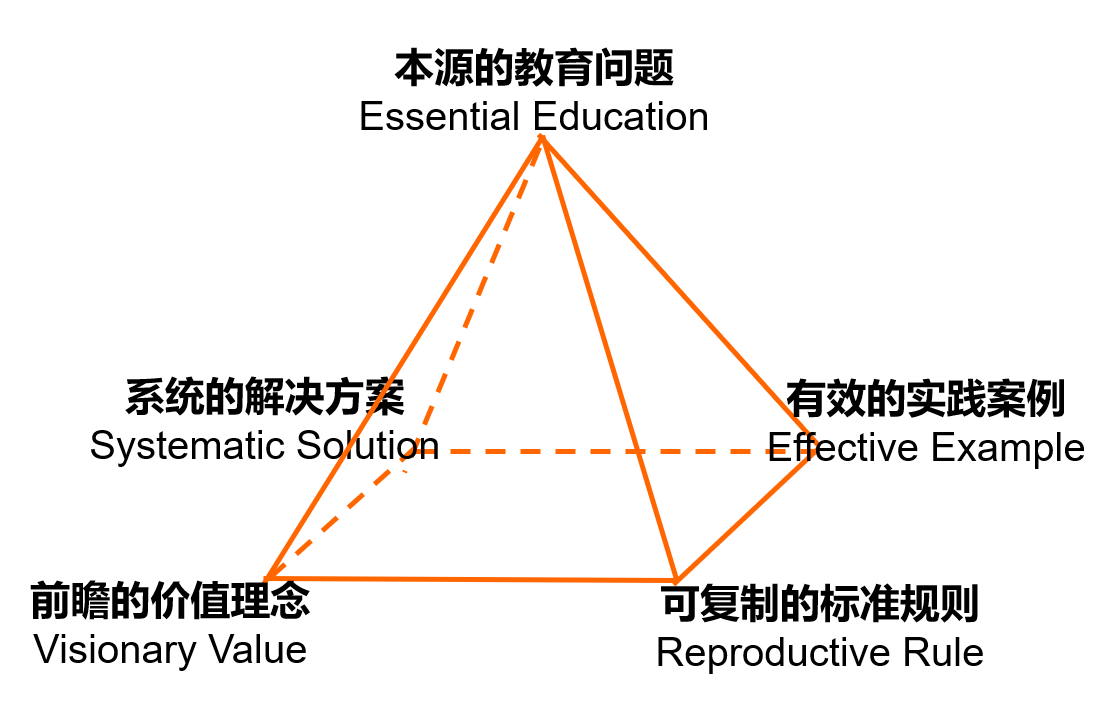 本源的教育问题
Essential Education
系统的解决方案
Systematic Solution
有效的实践案例
Effective Example
前瞻的价值理念
Visionary Value
可复制的标准规则
Reproductive Rule